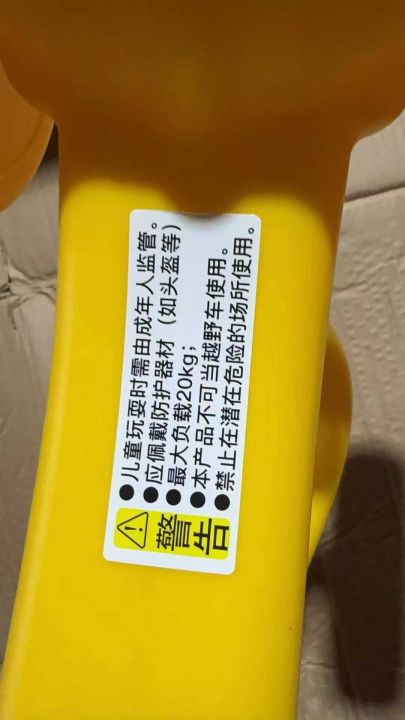 警告
●儿童玩耍时需由成年人监管。
●应佩戴防护器材（如头盔等）
●最大负载20kg；
●本产品不可当越野车使用。
●禁止在潜在危险的场所使用。